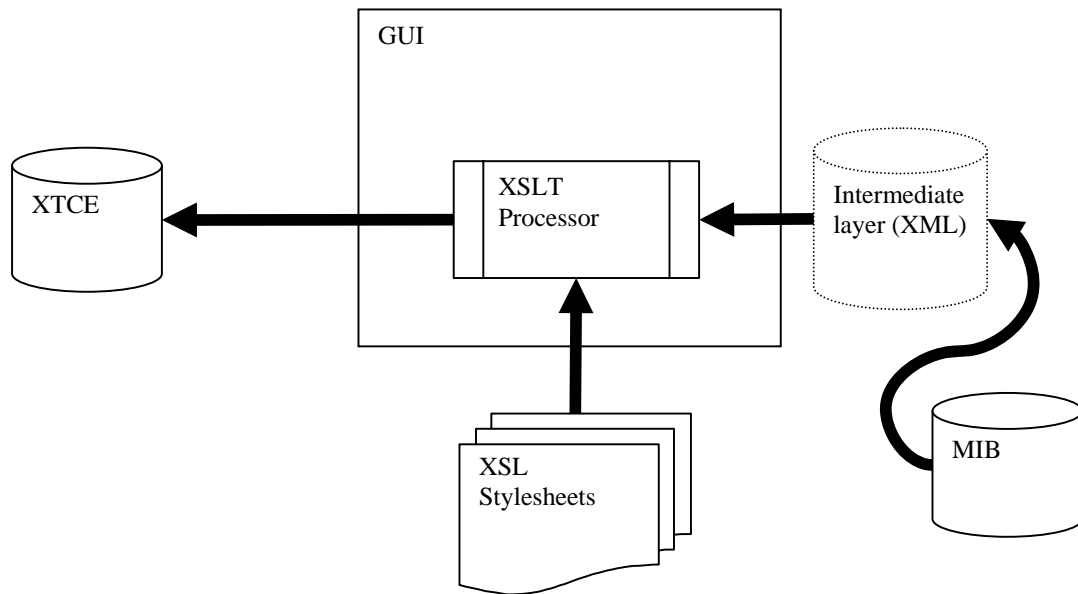 GUI
XTCE
XSLT
Processor
Intermediate
layer (XML)
XSL
Stylesheets
MIB